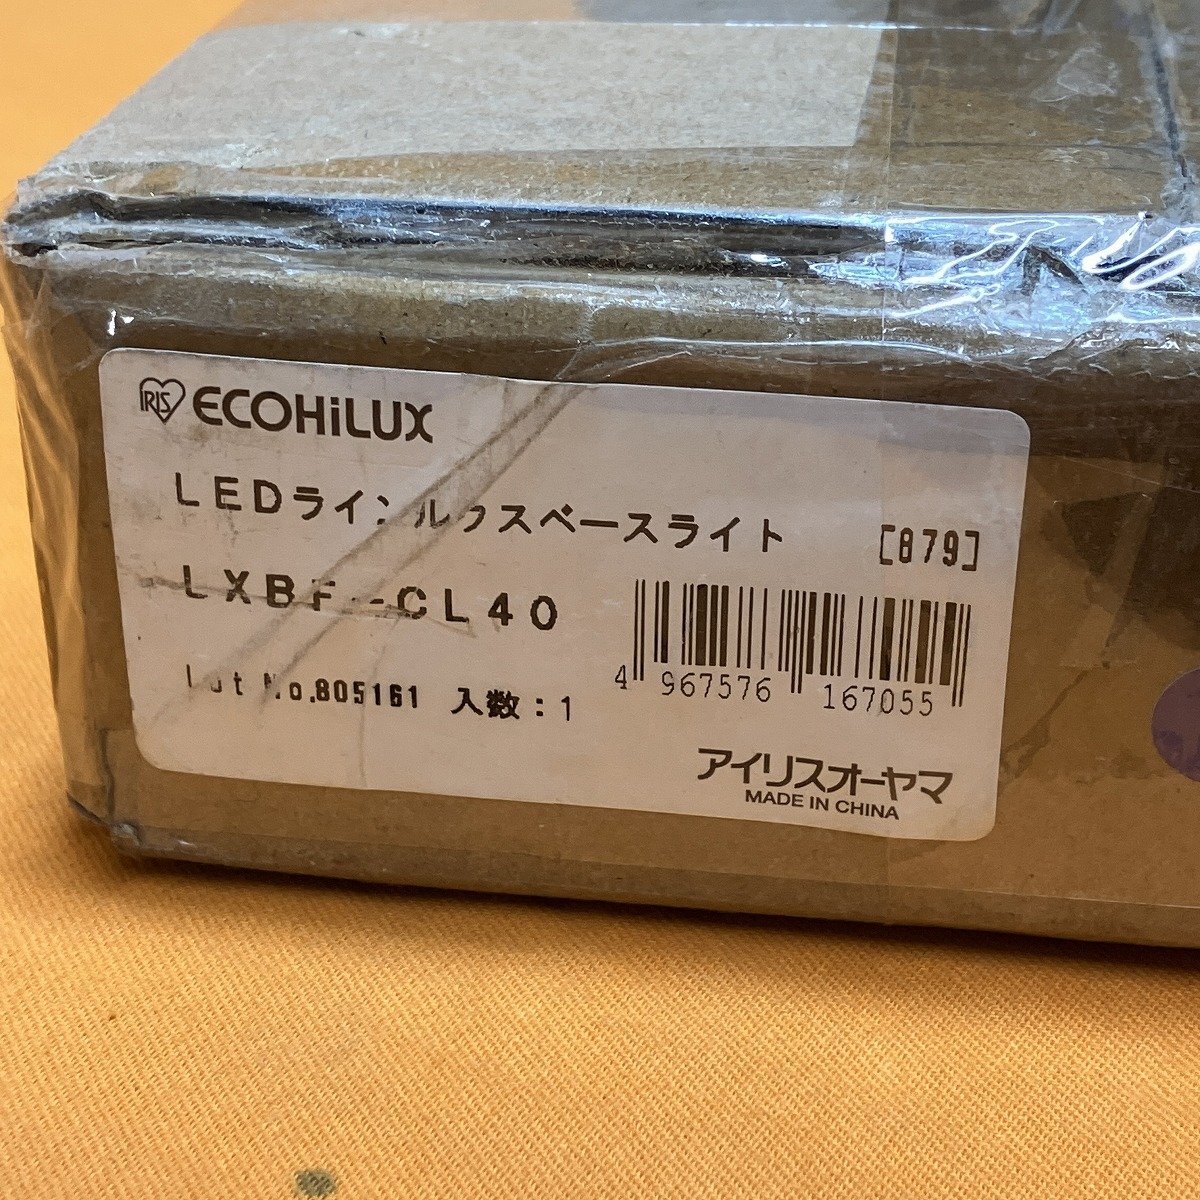 IRIS ECOHiLUX
LEDラインルクスベースライト [879]
LXBF-CL40
4 967576 167055
Lot No.805161 入数：1
アイリスオーヤマ
MADE IN CHINA